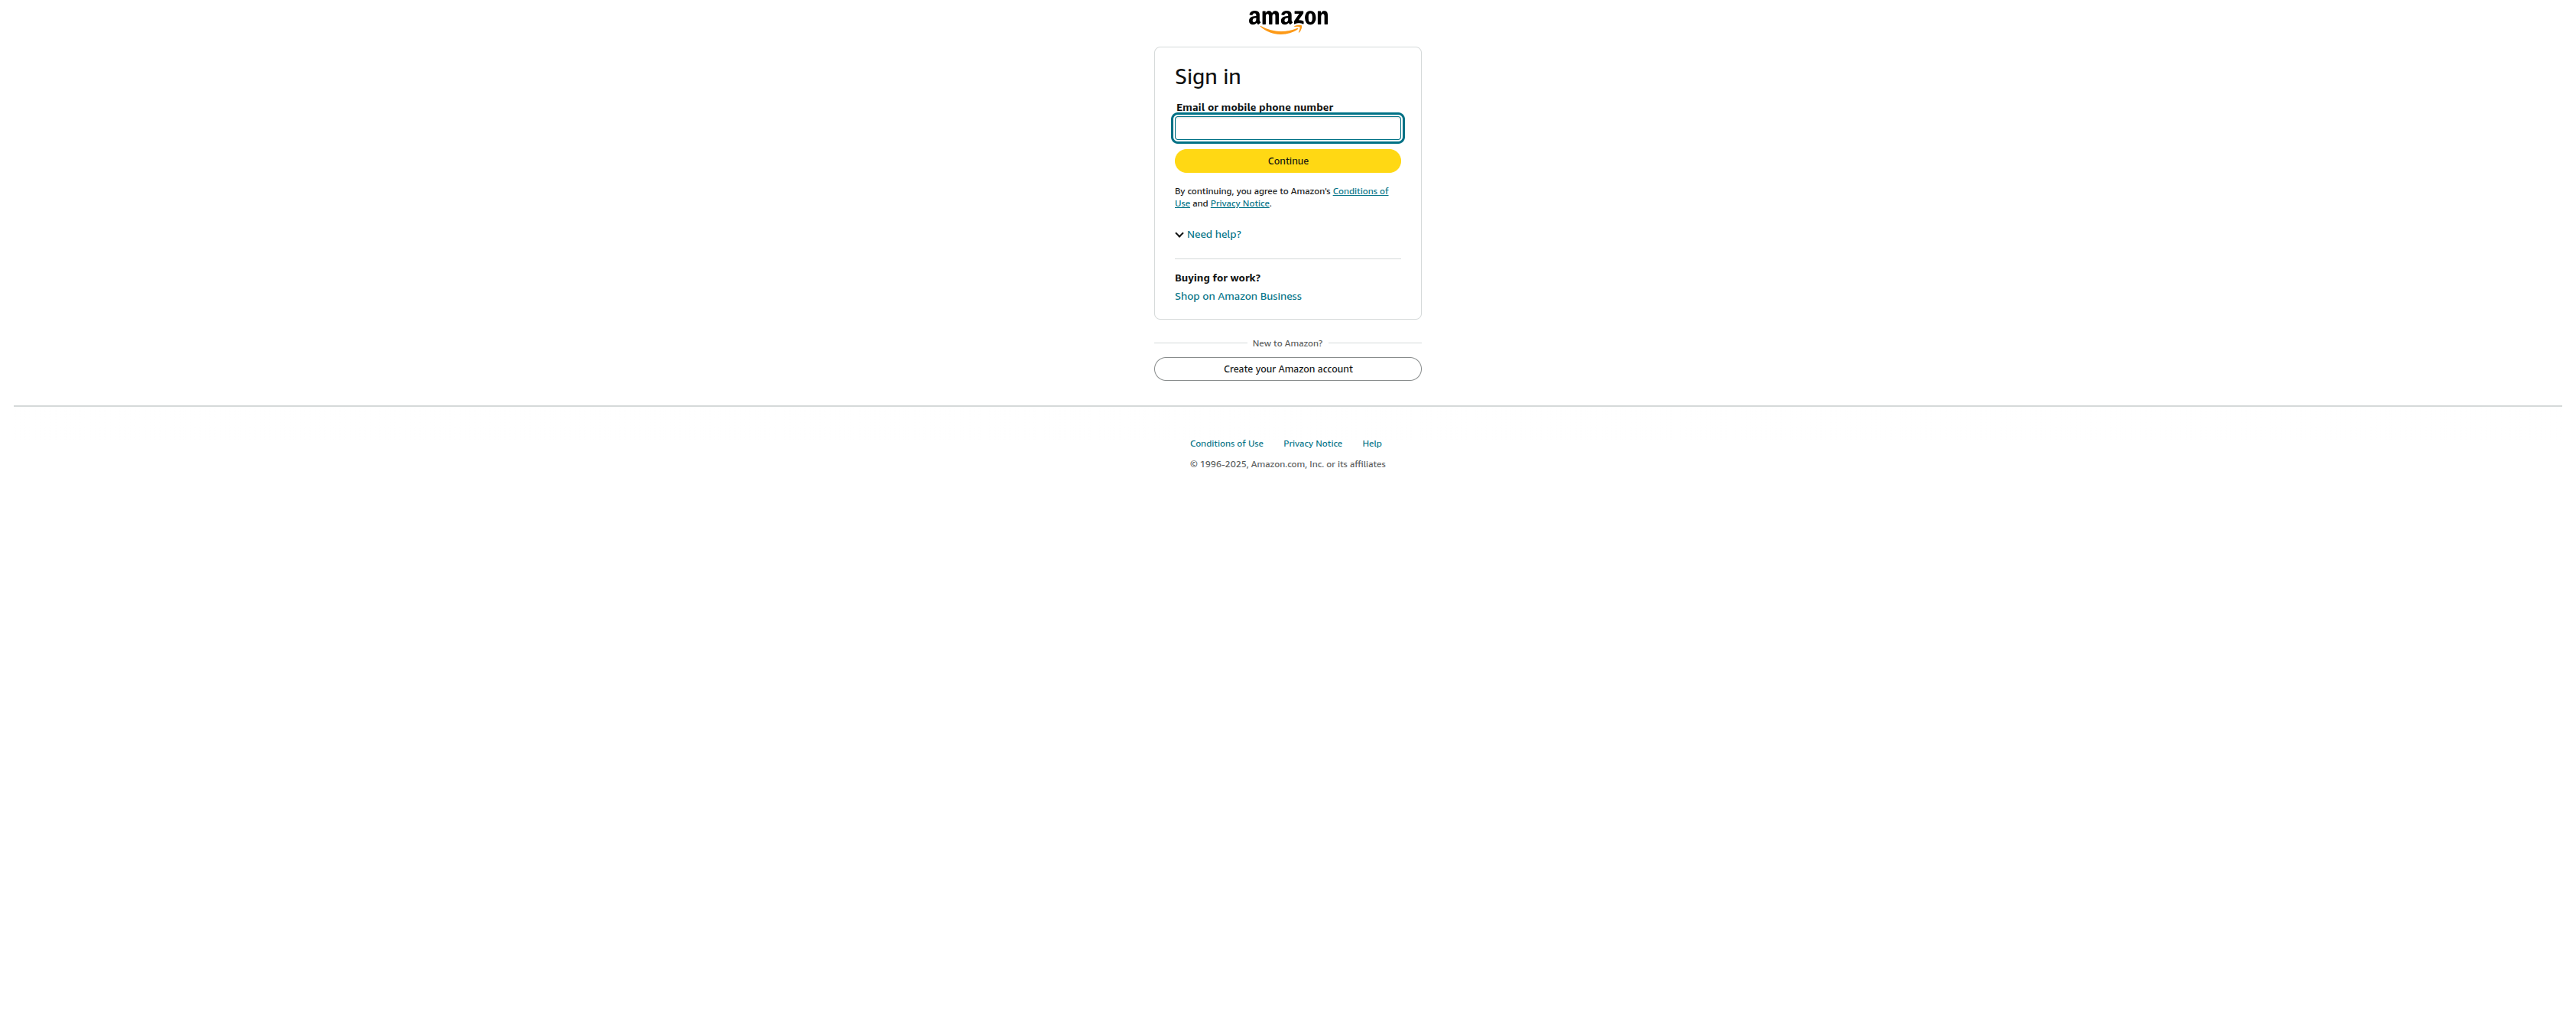 amazon
Sign in
Email or mobile phone number
Continue
By continuing, you agree to Amazon's Conditions of
Use and Privacy Notice.
Need help?
Buying for work?
Shop on Amazon Business
New to Amazon?
Create your Amazon account
Conditions of Use Privacy Notice Help
© 1996-2025, Amazon.com, Inc. or its affiliates